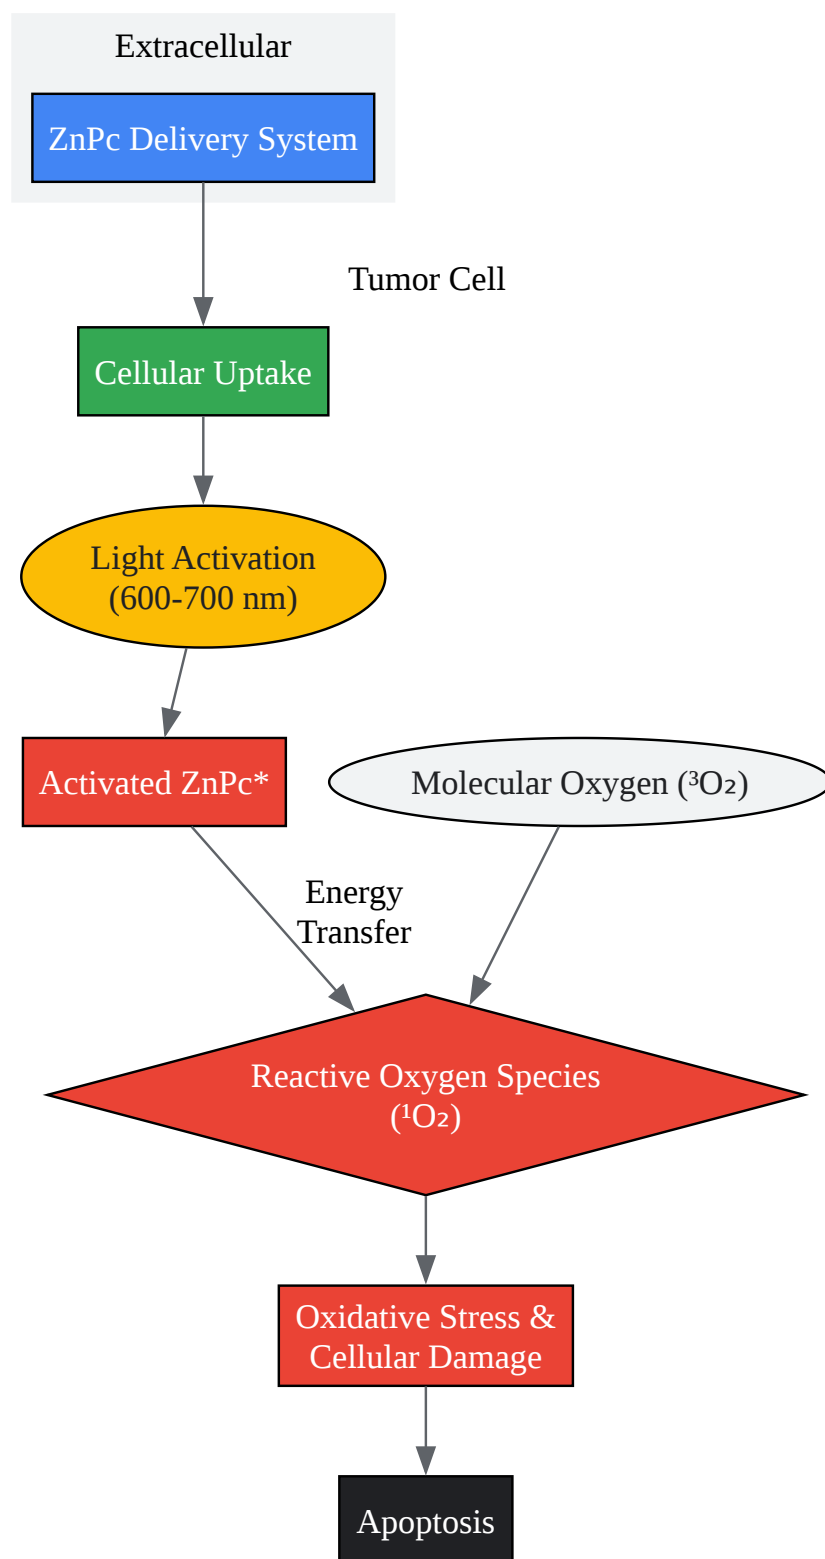 Extracellular
ZnPc Delivery System
Tumor Cell
Cellular Uptake
Light Activation
(600-700 nm)
Activated ZnPc*
Molecular Oxygen (³O₂)
Energy
Transfer
Reactive Oxygen Species
(¹O₂)
Oxidative Stress &
Cellular Damage
Apoptosis